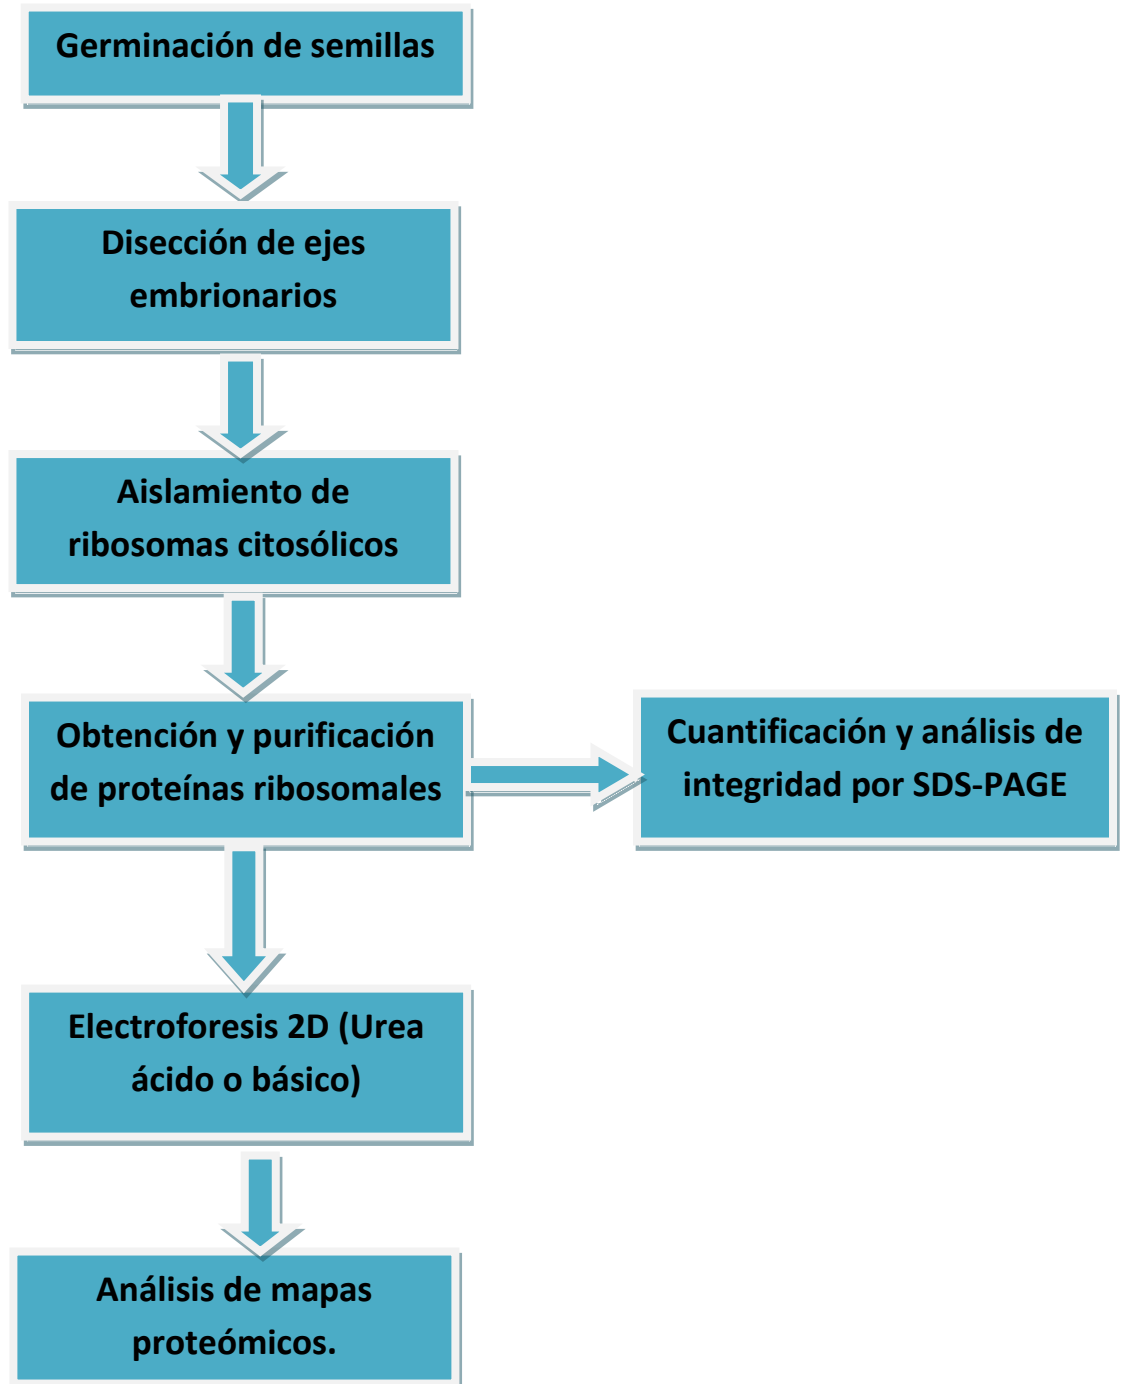 Germinación de semillas
Disección de ejes
embrionarios
Aislamiento de
ribosomas citosólicos
Obtención y purificación
de proteínas ribosomales
Cuantificación y análisis de
integridad por SDS-PAGE
Electroforesis 2D (Urea
ácido o básico)
Análisis de mapas
proteómicos.